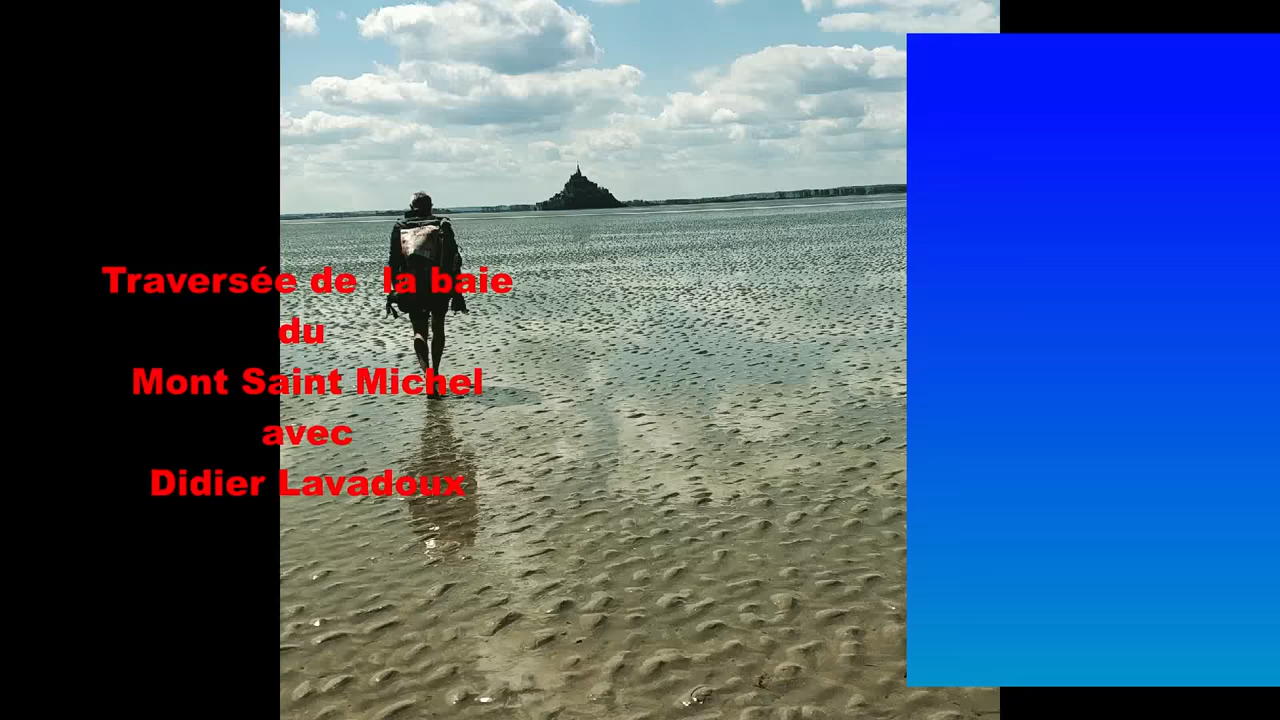 Traversée de  la baie
du
Mont Saint Michel
avec
Didier Lavadoux